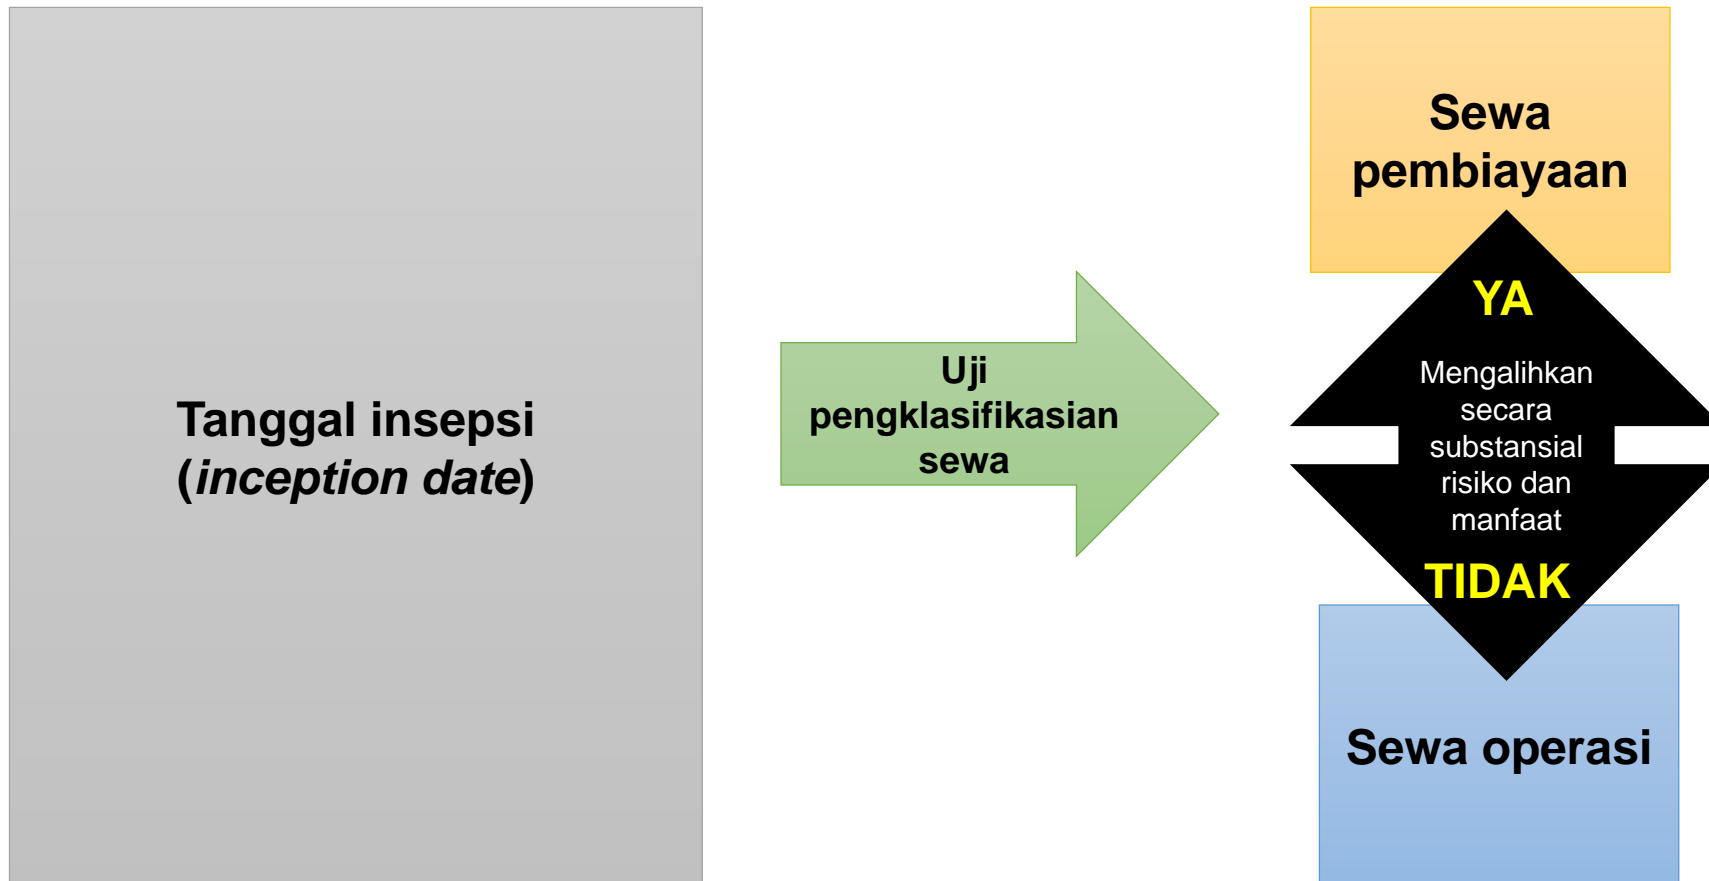 Tanggal insepsi
(inception date)
Uji
pengklasifikasian
sewa
Sewa
pembiayaan
YA
Mengalihkan
secara
substansial
risiko dan
manfaat
TIDAK
Sewa operasi